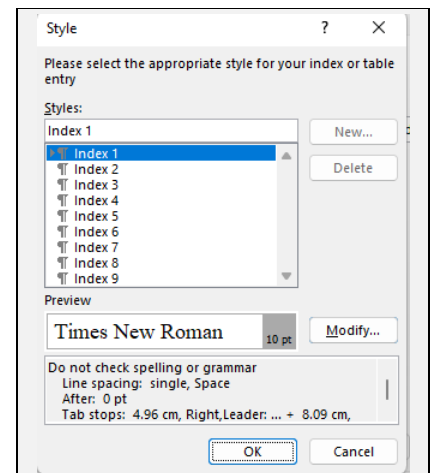 Style ? ×
Please select the appropriate style for your index or table
entry
Styles:
Index 1
New...
¶ Index 1
¶ Index 2
Delete
¶ Index 3
¶ Index 4
¶ Index 5
¶ Index 6
¶ Index 7
¶ Index 8
¶ Index 9
Preview
Times New Roman 10 pt
Modify...
Do not check spelling or grammar
Line spacing: single, Space
After: 0 pt
Tab stops: 4.96 cm, Right,Leader: ... + 8.09 cm,
OK Cancel